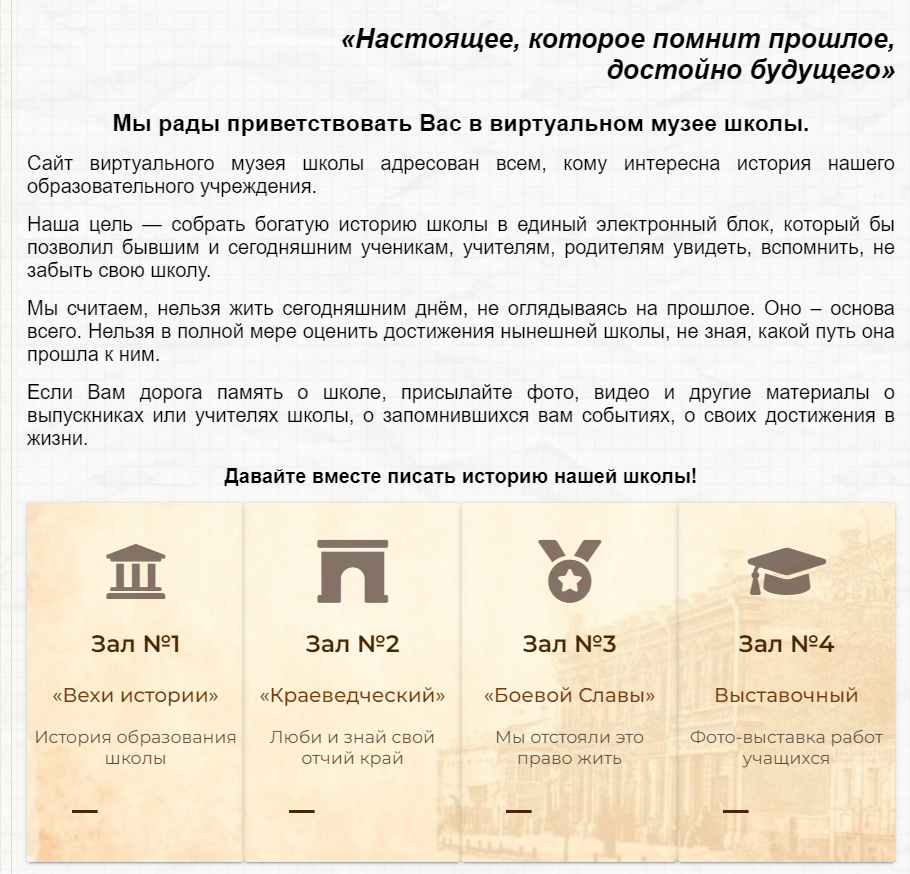 «Настоящее, которое помнит прошлое,
достойно будущего»
Мы рады приветствовать Вас в виртуальном музее школы.
Сайт виртуального музея школы адресован всем, кому интересна история нашего
образовательного учреждения.
Наша цель — собрать богатую историю школы в единый электронный блок, который бы
позволил бывшим и сегодняшним ученикам, учителям, родителям увидеть, вспомнить, не
забыть свою школу.
Мы считаем, нельзя жить сегодняшним днём, не оглядываясь на прошлое. Оно – основа
всего. Нельзя в полной мере оценить достижения нынешней школы, не зная, какой путь она
прошла к ним.
Если Вам дорога память о школе, присылайте фото, видео и другие материалы о
выпускниках или учителях школы, о запомнившихся вам событиях, о своих достижения в
жизни.
Давайте вместе писать историю нашей школы!
Зал №1
«Вехи истории»
История образования
школы
Зал №2
«Краеведческий»
Люби и знай свой
отчий край
Зал №3
«Боевой Славы»
Мы отстояли это
право жить
Зал №4
Выставочный
Фото-выставка работ
учащихся